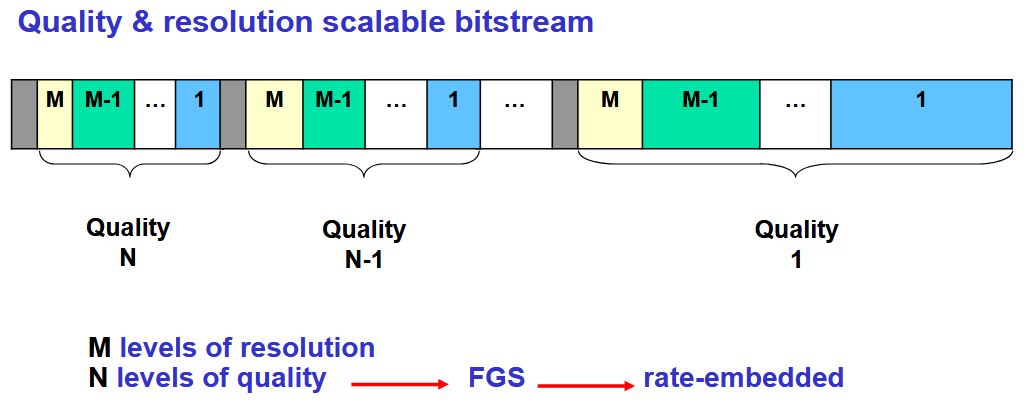 Quality & resolution scalable bitstream
M M-1 ... 1 M M-1 ... 1 ... M M-1 ... 1
Quality N
Quality N-1
Quality 1
M levels of resolution
N levels of quality FGS rate-embedded